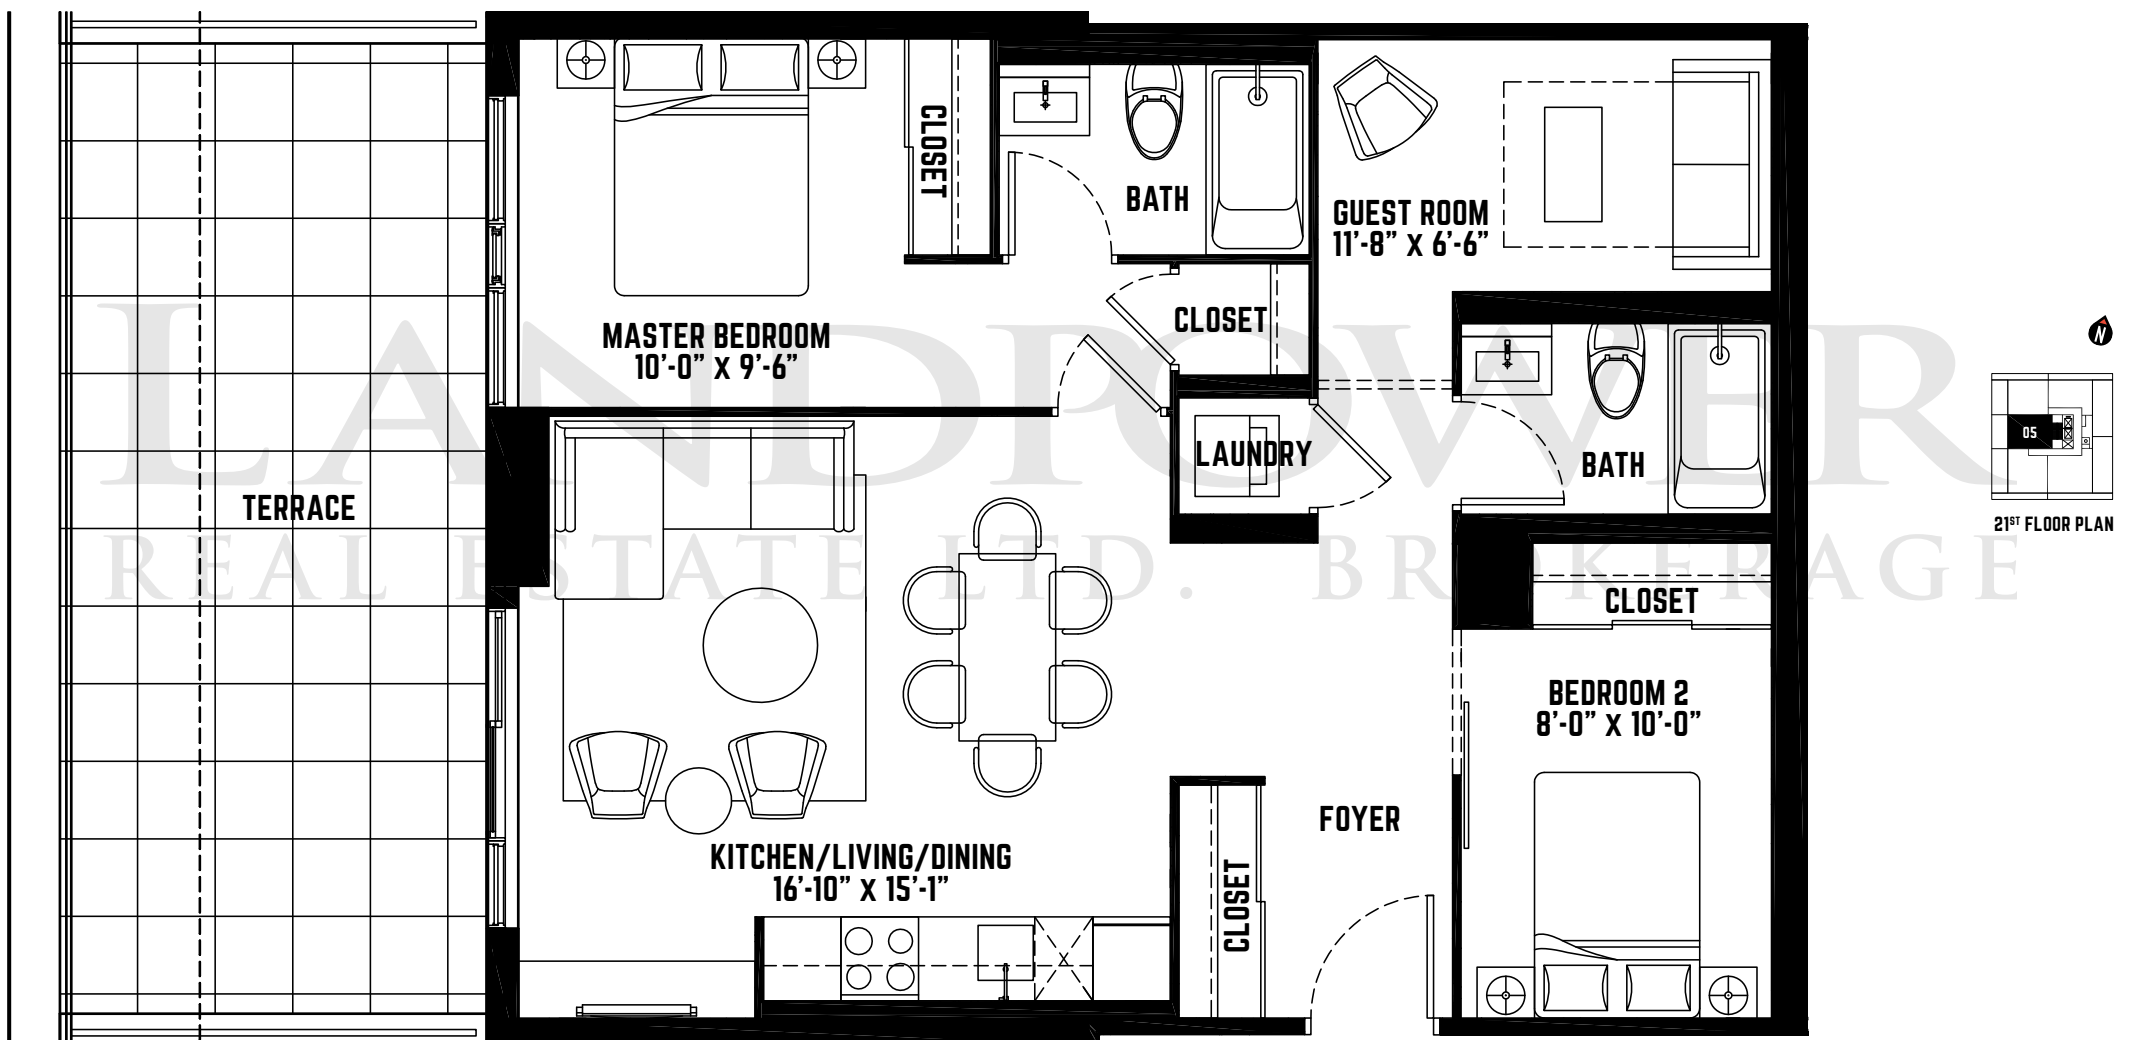 CLOSET
BATH
GUEST ROOM
11'-8" X 6'-6"
CLOSET
MASTER BEDROOM
10'-0" X 9'-6"
LANDPOWER
REAL ESTATE LTD. BROKERAGE
N
05
21ST FLOOR PLAN
LAUNDRY
BATH
TERRACE
CLOSET
BEDROOM 2
8'-0" X 10'-0"
FOYER
KITCHEN/LIVING/DINING
16'-10" X 15'-1"
CLOSET